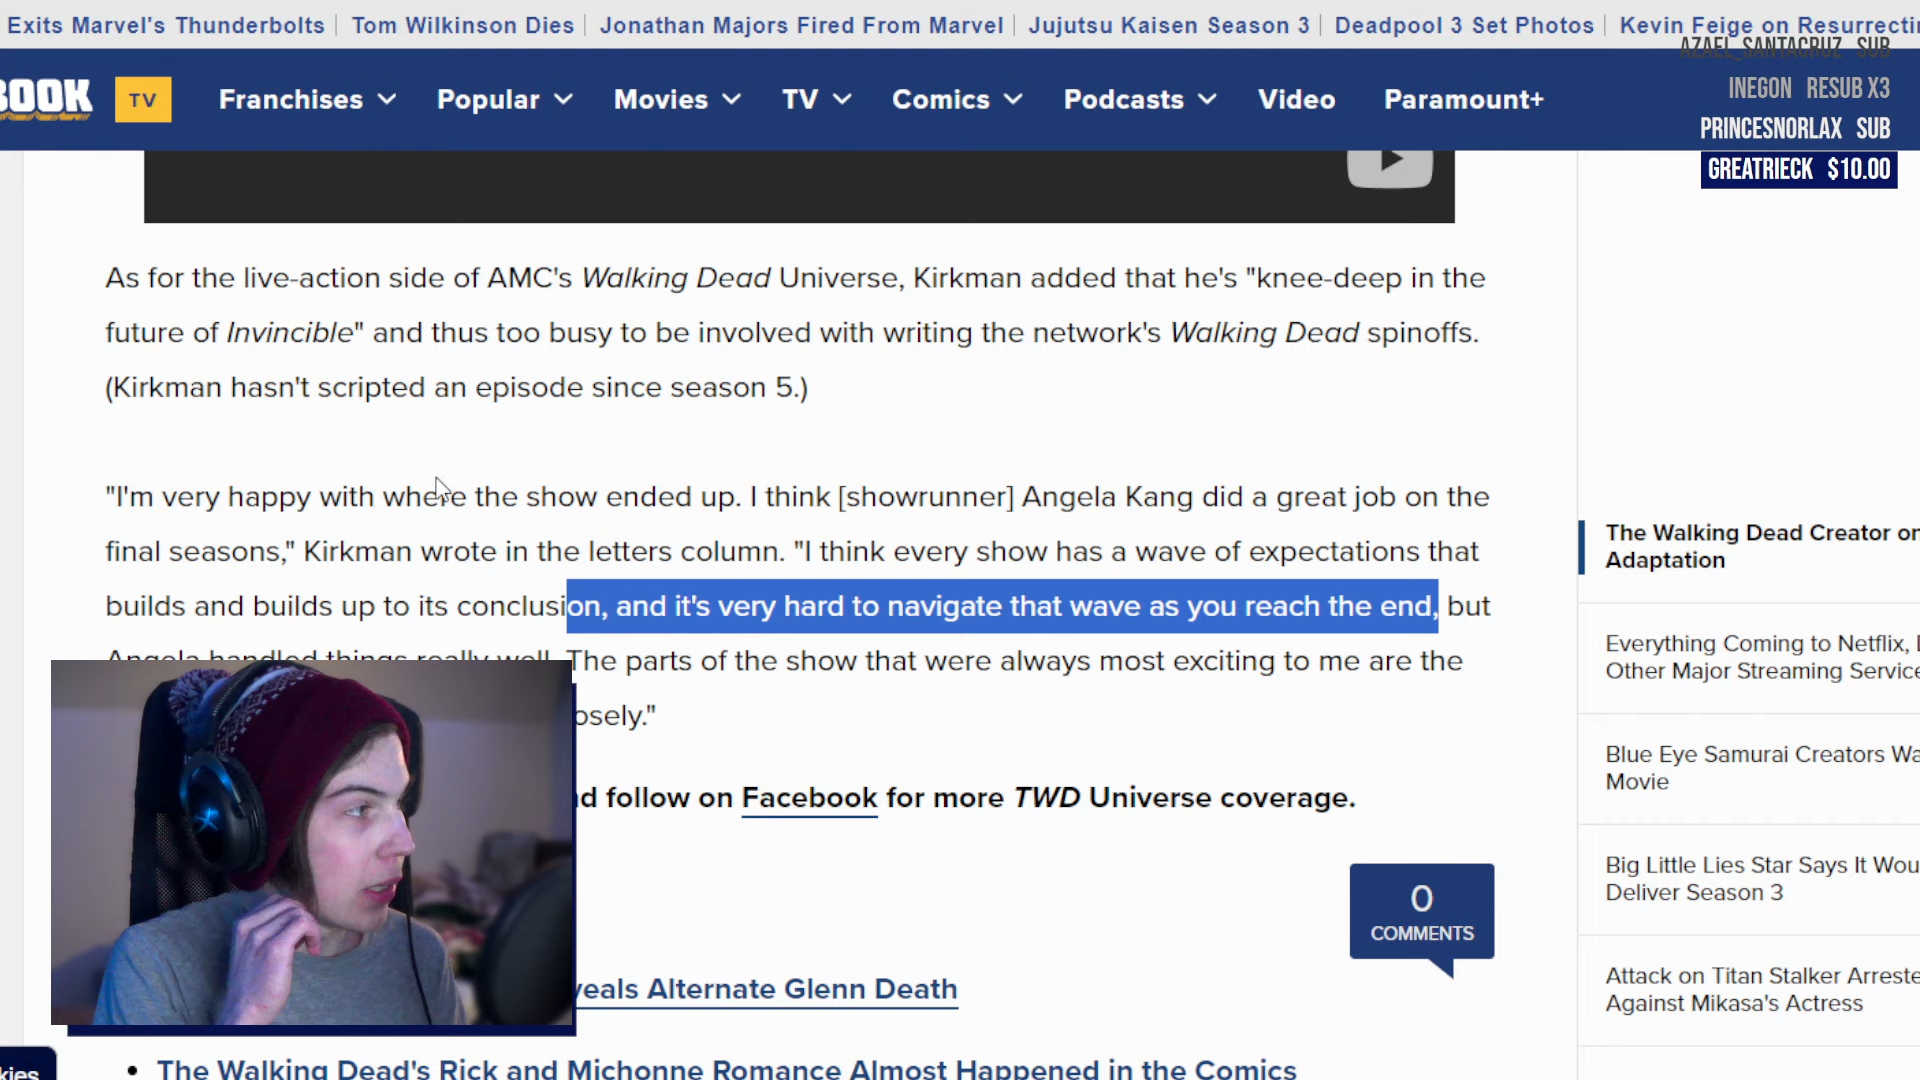 Exits Marvel's Thunderbolts | Tom Wilkinson Dies | Jonathan Majors Fired From Marvel | Jujutsu Kaisen Season 3 | Deadpool 3 Set Photos | Kevin Feige on Resurrecti
AZAEL_SANTACRUZ SUB
INEGON RESUB X3
PRINCESNORLAX SUB
GREATRIECK $10.00
BOOK TV Franchises Popular Movies TV Comics Podcasts Video Paramount+
As for the live-action side of AMC's Walking Dead Universe, Kirkman added that he's "knee-deep in the
future of Invincible" and thus too busy to be involved with writing the network's Walking Dead spinoffs.
(Kirkman hasn't scripted an episode since season 5.)
"I'm very happy with where the show ended up. I think [showrunner] Angela Kang did a great job on the
final seasons," Kirkman wrote in the letters column. "I think every show has a wave of expectations that
builds and builds up to its conclusion, and it's very hard to navigate that wave as you reach the end, but
Angela handled things really well. The parts of the show that were always most exciting to me are the
osely."
nd follow on Facebook for more TWD Universe coverage.
0
COMMENTS
veals Alternate Glenn Death
• The Walking Dead's Rick and Michonne Romance Almost Happened in the Comics
kies
The Walking Dead Creator on
Adaptation
Everything Coming to Netflix,
Other Major Streaming Service
Blue Eye Samurai Creators Wa
Movie
Big Little Lies Star Says It Wou
Deliver Season 3
Attack on Titan Stalker Arreste
Against Mikasa's Actress